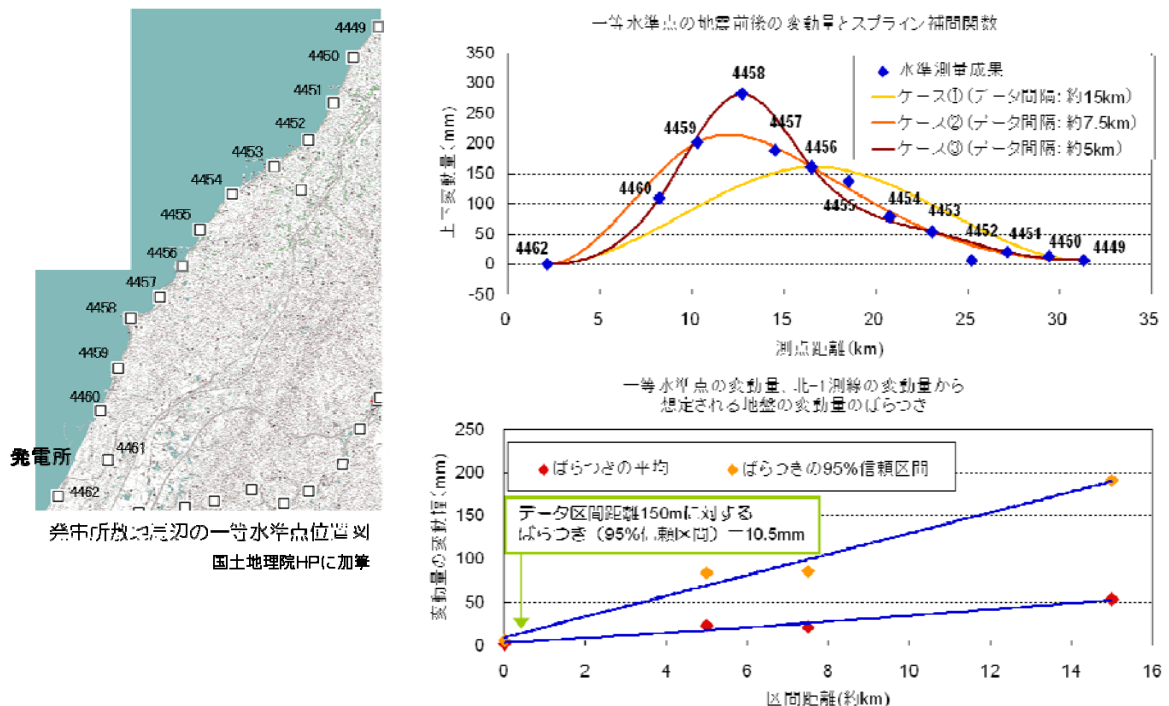 4449
4450
4451
4452
4453
4454
4455
4456
4457
4458
4459
4460
発電所
4461
4462
発電所敷地周辺の一等水準点位置図
国土地理院HPに加筆
一等水準点の地震前後の変動量とスプライン補間関数
上下変動量(mm)
350
300
250
200
150
100
50
0
-50
水準測量成果
ケース①(データ間隔: 約15km)
ケース②(データ間隔: 約7.5km)
ケース③(データ間隔: 約5km)
4458
4459
4457
4456
4460
4455
4454
4453
4462
4452
4451
4450
4449
0 5 10 15 20 25 30 35
測点距離(km)
一等水準点の変動量、北-1測線の変動量から
想定される地盤の変動量のばらつき
変動量の変動幅(mm)
250
200
150
100
50
0
ばらつきの平均
ばらつきの95%信頼区間
データ区間距離150mに対する
ばらつき（95%信頼区間）＝10.5mm
0 2 4 6 8 10 12 14 16
区間距離(約km)